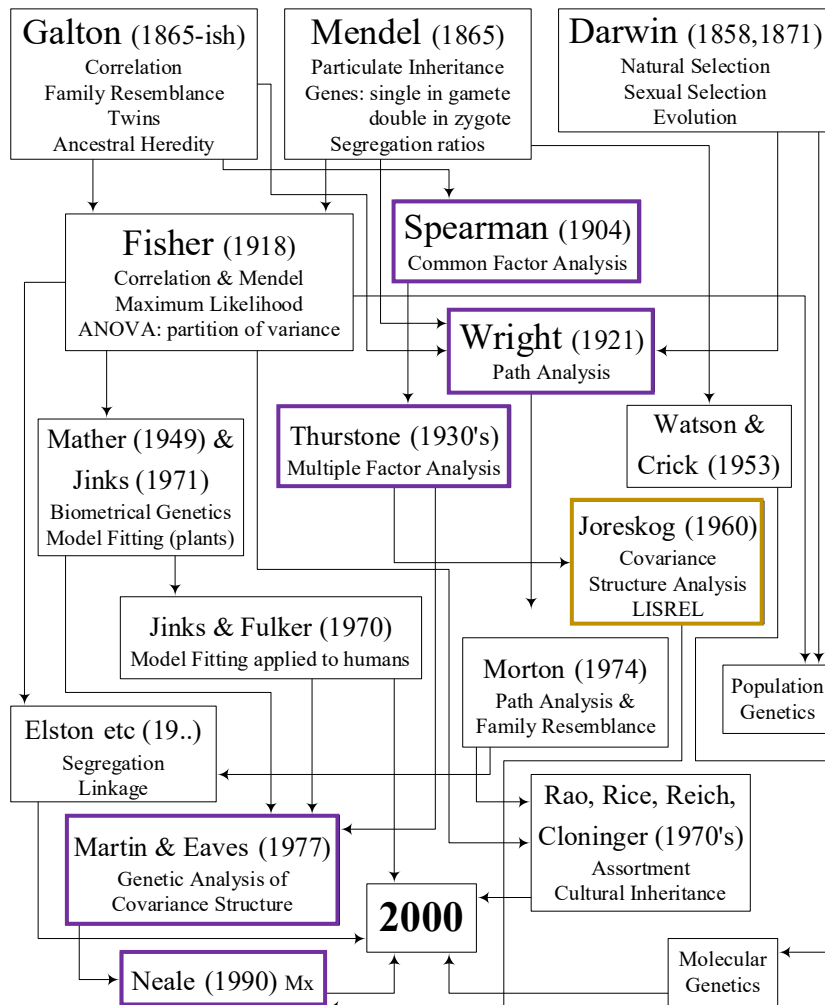 Galton (1865-ish)
Correlation
Family Resemblance
Twins
Ancestral Heredity
Mendel (1865)
Particulate Inheritance
Genes: single in gamete
double in zygote
Segregation ratios
Darwin (1858,1871)
Natural Selection
Sexual Selection
Evolution
Fisher (1918)
Correlation & Mendel
Maximum Likelihood
ANOVA: partition of variance
Spearman (1904)
Common Factor Analysis
Wright (1921)
Path Analysis
Mather (1949) &
Jinks (1971)
Biometrical Genetics
Model Fitting (plants)
Thurstone (1930's)
Multiple Factor Analysis
Watson &
Crick (1953)
Joreskog (1960)
Covariance
Structure Analysis
LISREL
Jinks & Fulker (1970)
Model Fitting applied to humans
Morton (1974)
Path Analysis &
Family Resemblance
Population
Genetics
Elston etc (19..)
Segregation
Linkage
Rao, Rice, Reich,
Cloninger (1970's)
Assortment
Cultural Inheritance
Martin & Eaves (1977)
Genetic Analysis of
Covariance Structure
2000
Neale (1990) Mx
Molecular
Genetics